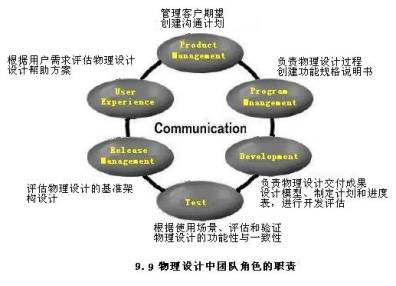 管理客户期望
创建沟通计划
Product
Management
根据用户需求评估物理设计
设计帮助方案
User
Experience
负责物理设计过程
创建功能规格说明书
Program
Mnagement
Communication
Release
Management
Development
评估物理设计的基准架
构设计
负责物理设计交付成果
设计模型、制定计划和进度
表，进行开发评估
Test
根据使用场景、评估和验证
物理设计的功能性与一致性
9.9 物理设计中团队角色的职责